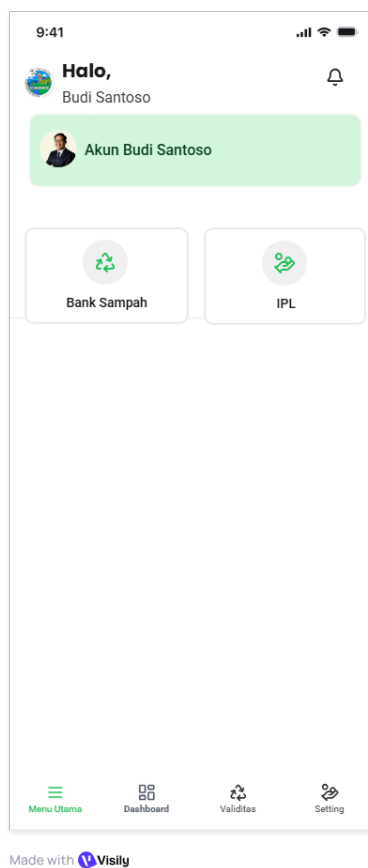 9:41
Halo,
Budi Santoso
Akun Budi Santoso
Bank Sampah
IPL
Menu Utama
Dashboard
Validitas
Setting
Made with Visily